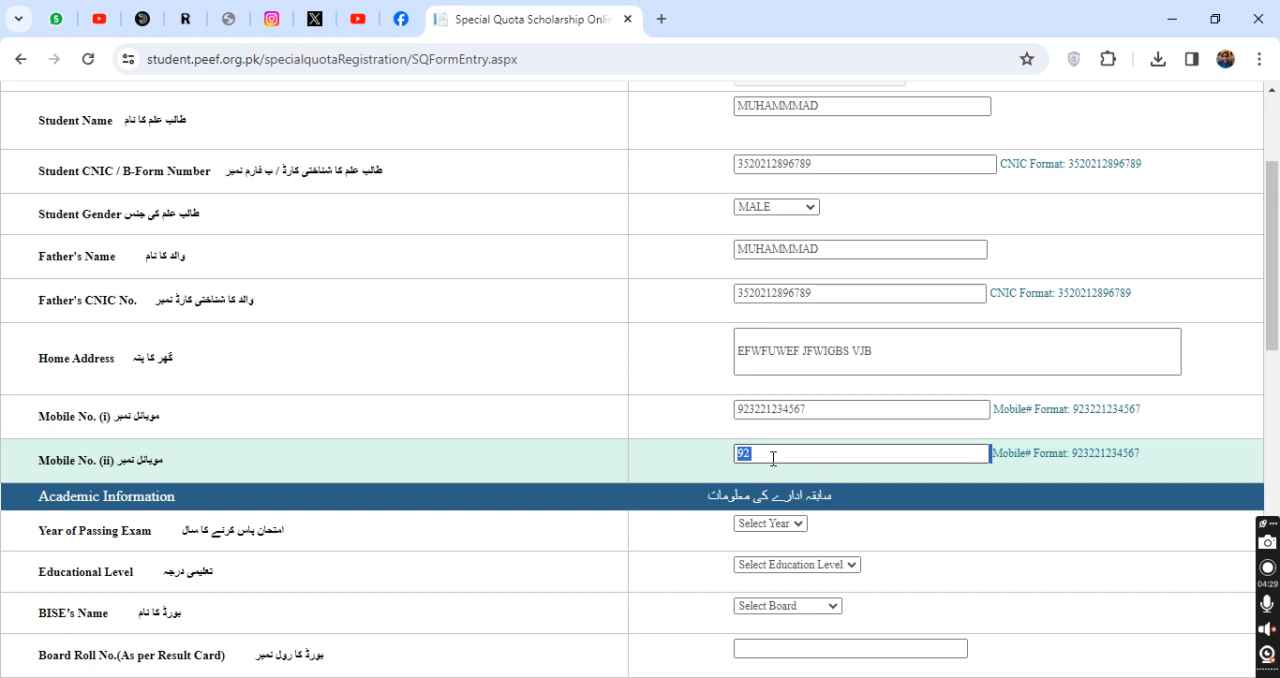 Special Quota Scholarship Onlin
student.peef.org.pk/specialquotaRegistration/SQFormEntry.aspx
Student Name طالب علم کا نام
MUHAMMMAD
Student CNIC / B-Form Number طالب علم کا شناختی کارڈ / ب فارم نمبر
3520212896789 CNIC Format: 3520212896789
Student Gender طالب علم کی جنس
MALE
Father's Name والد کا نام
MUHAMMMAD
Father's CNIC No. والد کا شناختی کارڈ نمبر
3520212896789 CNIC Format: 3520212896789
Home Address گھر کا پتہ
EFWFUWEF JFWIGBS VJB
Mobile No. (i) موبائل نمبر
923221234567 Mobile# Format: 923221234567
Mobile No. (ii) موبائل نمبر
92 Mobile# Format: 923221234567
Academic Information سابقہ ادارے کی معلومات
Year of Passing Exam امتحان پاس کرنے کا سال
Select Year
Educational Level تعلیمی درجہ
Select Education Level
BISE's Name بورڈ کا نام
Select Board
Board Roll No.(As per Result Card) بورڈ کا رول نمبر
04:29